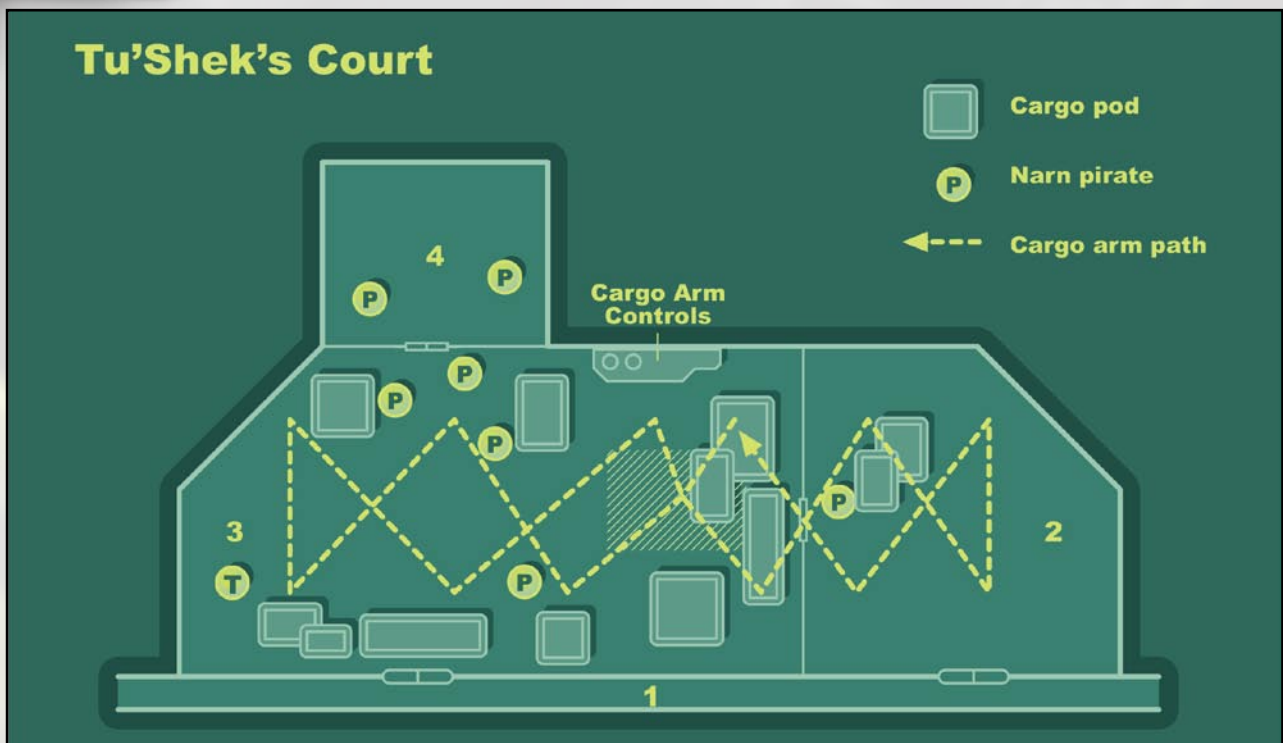 Tu'Shek's Court
Cargo pod
P
Narn pirate
Cargo arm path
4
P
P
Cargo Arm
Controls
P
P
P
P
3
2
T
P
1